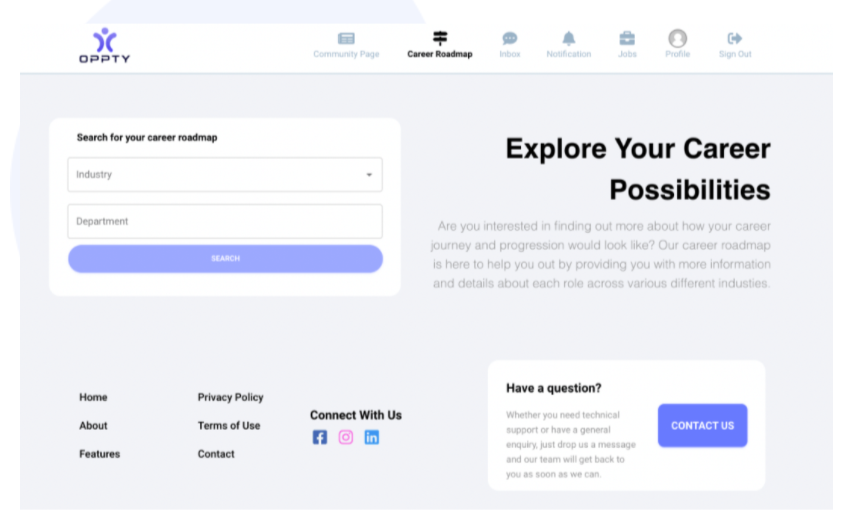 OPPTY
Community Page
Career Roadmap
Inbox
Notification
Jobs
Profile
Sign Out
Search for your career roadmap
Industry
Department
SEARCH
Explore Your Career
Possibilities
Are you interested in finding out more about how your career
journey and progression would look like? Our career roadmap
is here to help you out by providing you with more information
and details about each role across various different industies.
Home
About
Features
Privacy Policy
Terms of Use
Contact
Connect With Us
Have a question?
Whether you need technical
support or have a general
enquiry, just drop us a message
and our team will get back to
you as soon as we can.
CONTACT US